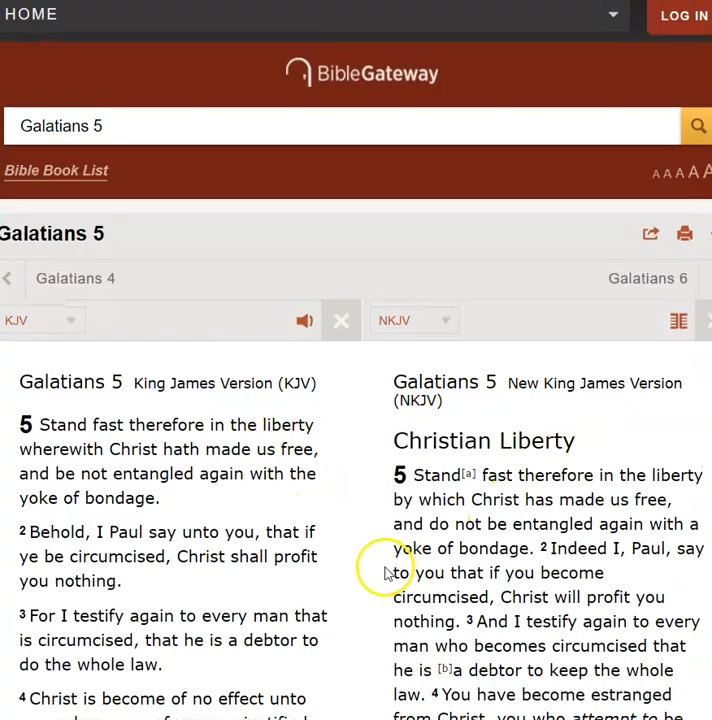 HOME
LOG IN
BibleGateway
Galatians 5
Bible Book List
A A A A A
Galatians 5
Galatians 4
Galatians 6
KJV
NKJV
Galatians 5 King James Version (KJV)
5 Stand fast therefore in the liberty
wherewith Christ hath made us free,
and be not entangled again with the
yoke of bondage.
2 Behold, I Paul say unto you, that if
ye be circumcised, Christ shall profit
you nothing.
3 For I testify again to every man that
is circumcised, that he is a debtor to
do the whole law.
4 Christ is become of no effect unto
Galatians 5 New King James Version
(NKJV)
Christian Liberty
5 Stand[a] fast therefore in the liberty
by which Christ has made us free,
and do not be entangled again with a
yoke of bondage. 2 Indeed I, Paul, say
to you that if you become
circumcised, Christ will profit you
nothing. 3 And I testify again to every
man who becomes circumcised that
he is [b]a debtor to keep the whole
law. 4 You have become estranged
from Christ, you who attempt to be